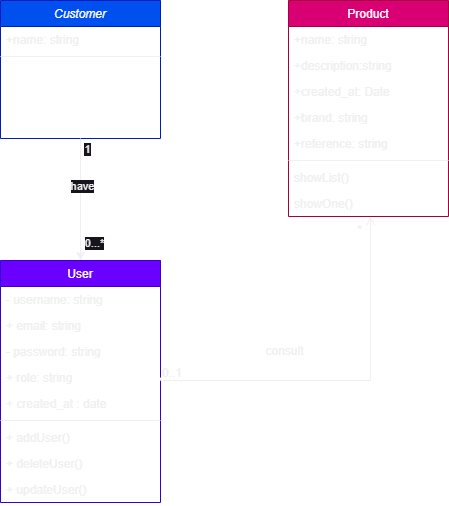 Customer
+name: string
1
have
0...*
User
- username: string
+ email: string
- password: string
+ role: string
+ created_at : date
+ addUser()
+ deleteUser()
+ updateUser()
Product
+name: string
+description:string
+created_at: Date
+brand: string
+reference: string
showList()
showOne()
*
consult
0..1